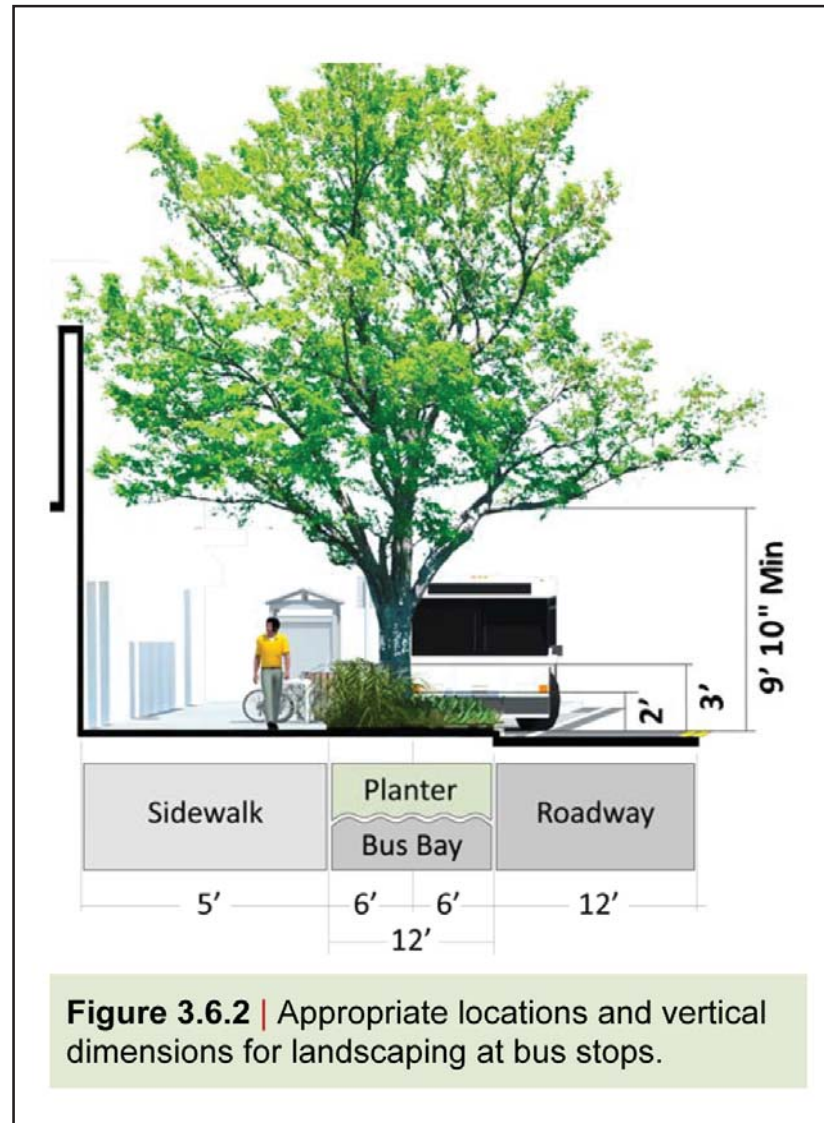 9' 10" Min
3'
2'
Sidewalk
Planter
Bus Bay
Roadway
5'
6'
6'
12'
12'
Figure 3.6.2 | Appropriate locations and vertical
dimensions for landscaping at bus stops.